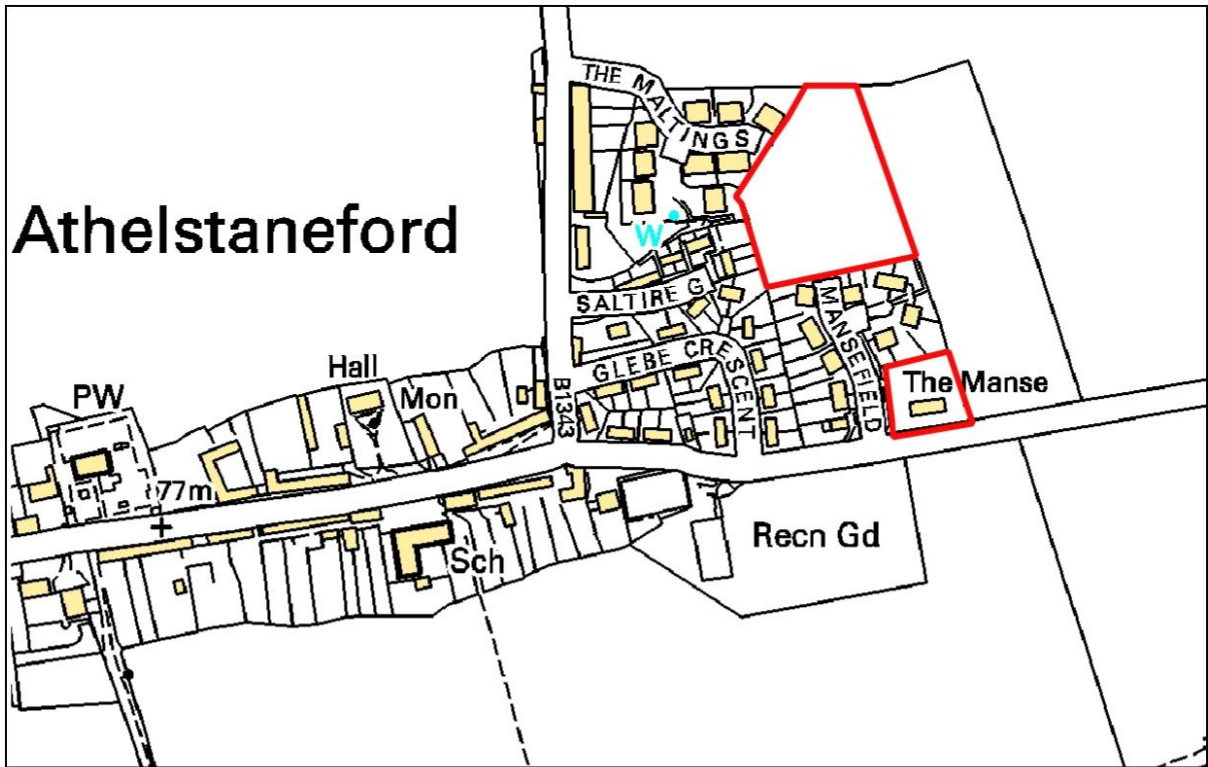 THE MALTINGS
Athelstaneford
W
SALTIRE G
MANSEFIELD
GLEBE CRESCENT
Hall
Mon
B1343
The Manse
PW
77m
Sch
Recn Gd